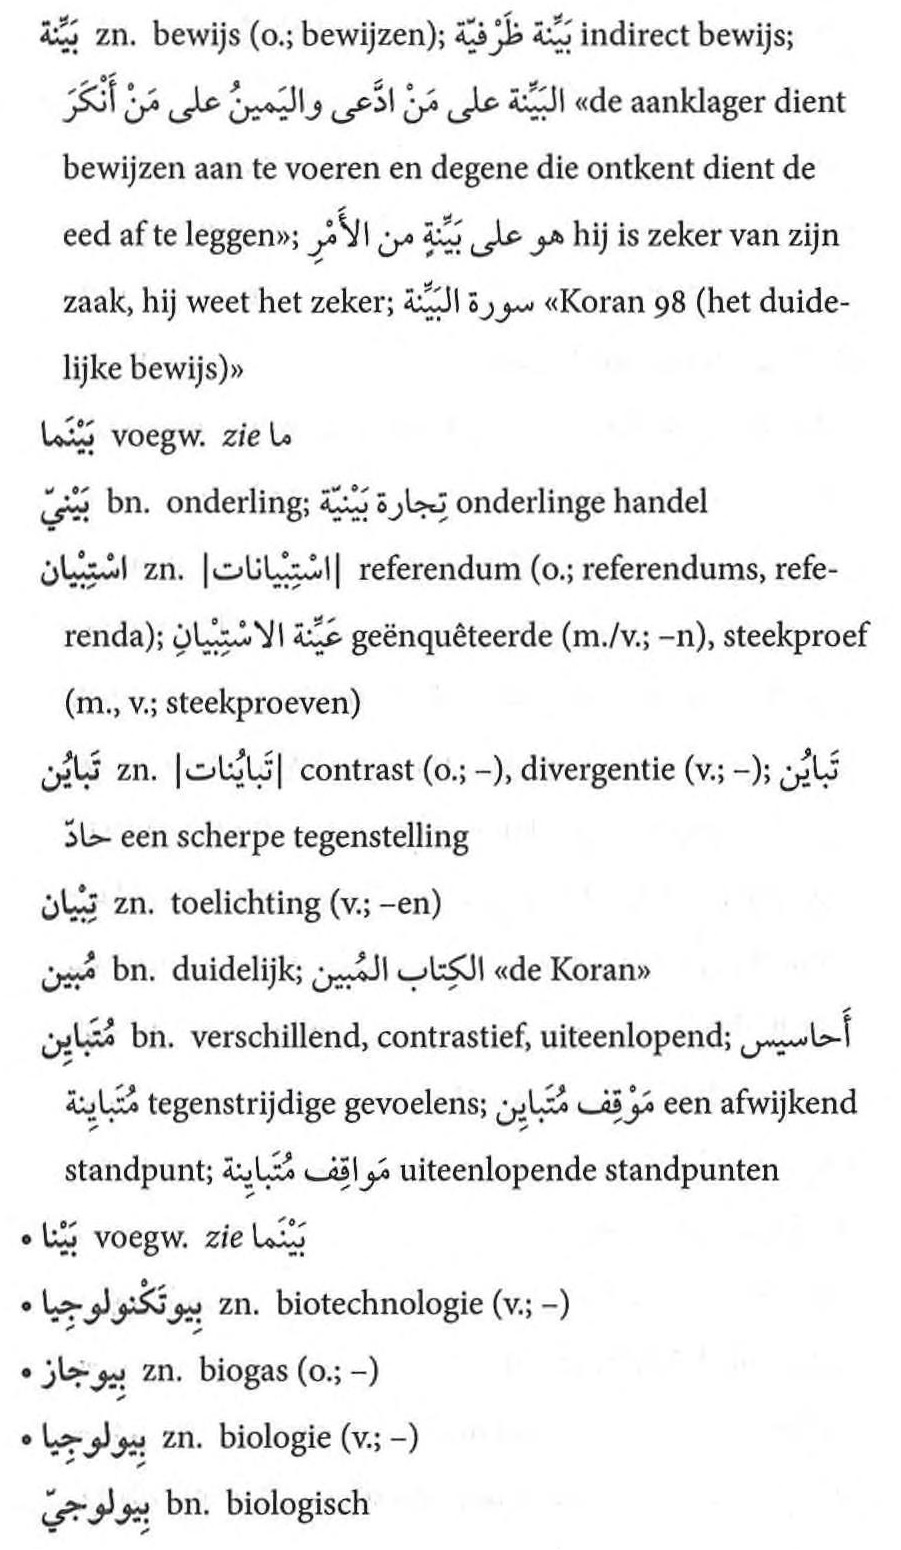 بَيِّنة zn. bewijs (o.; bewijzen); بَيِّنة ظَرْفيّة indirect bewijs;
البَيِّنة على مَنْ ادَّعى واليَمينُ على مَنْ أَنْكَرَ «de aanklager dient
bewijzen aan te voeren en degene die ontkent dient de
eed af te leggen»; هو على بَيِّنةٍ من الأَمْرِ hij is zeker van zijn
zaak, hij weet het zeker; سورة البَيِّنة «Koran 98 (het duide-
lijke bewijs)»
بَيْنَما voegw. zie ما
بَيْنيّ bn. onderling; تِجارة بَيْنيّة onderlinge handel
اسْتِبْيان zn. |اسْتِبْيانات| referendum (o.; referendums, refe-
renda); عَيِّنة الاسْتِبْيانِ geënquêteerde (m./v.; –n), steekproef
(m., v.; steekproeven)
تَبايُن zn. |تَبايُنات| contrast (o.; –), divergentie (v.; –); تَبايُن
حادّ een scherpe tegenstelling
تِبْيان zn. toelichting (v.; –en)
مُبين bn. duidelijk; الكِتاب المُبين «de Koran»
مُتَبايِن bn. verschillend, contrastief, uiteenlopend; أَحاسيس
مُتَبايِنة tegenstrijdige gevoelens; مَوْقِف مُتَبايِن een afwijkend
standpunt; مَواقِف مُتَبايِنة uiteenlopende standpunten
• بَيْنا voegw. zie بَيْنَما
• بِيوتَكْنولوجِيا zn. biotechnologie (v.; –)
• بِيوجاز zn. biogas (o.; –)
• بِيولوجِيا zn. biologie (v.; –)
بِيولوجيّ bn. biologisch